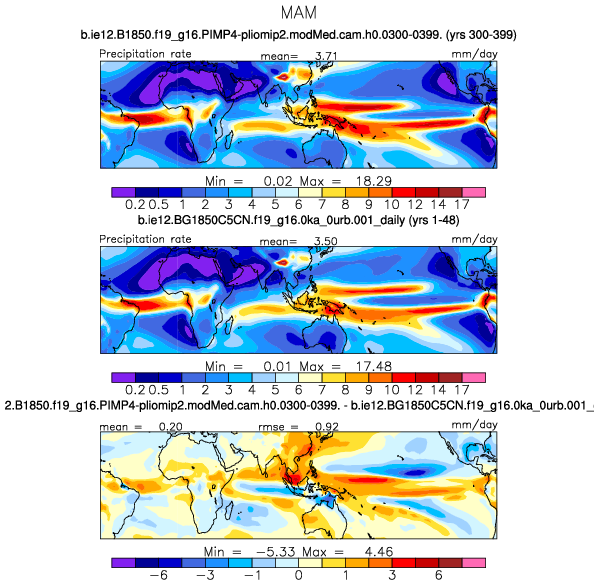 MAM
b.ie12.B1850.f19_g16.PIMP4-pliomip2.modMed.cam.h0.0300-0399. (yrs 300-399)
Precipitation rate mean= 3.71 mm/day
Min = 0.02 Max = 18.29
0.2 0.5 1 2 3 4 5 6 7 8 9 10 12 14 17
b.ie12.BG1850C5CN.f19_g16.0ka_0urb.001_daily (yrs 1-48)
Precipitation rate mean= 3.50 mm/day
Min = 0.01 Max = 17.48
0.2 0.5 1 2 3 4 5 6 7 8 9 10 12 14 17
2.B1850.f19_g16.PIMP4-pliomip2.modMed.cam.h0.0300-0399. - b.ie12.BG1850C5CN.f19_g16.0ka_0urb.001_
mean = 0.20 rmse = 0.92 mm/day
Min = -5.33 Max = 4.46
-6 -3 -1 0 1 3 6